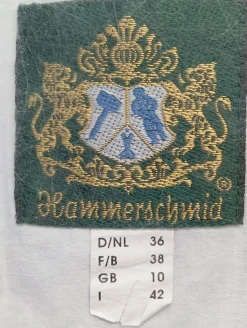 ®
Hammerschmid
D/NL 36
F/B 38
GB 10
I 42